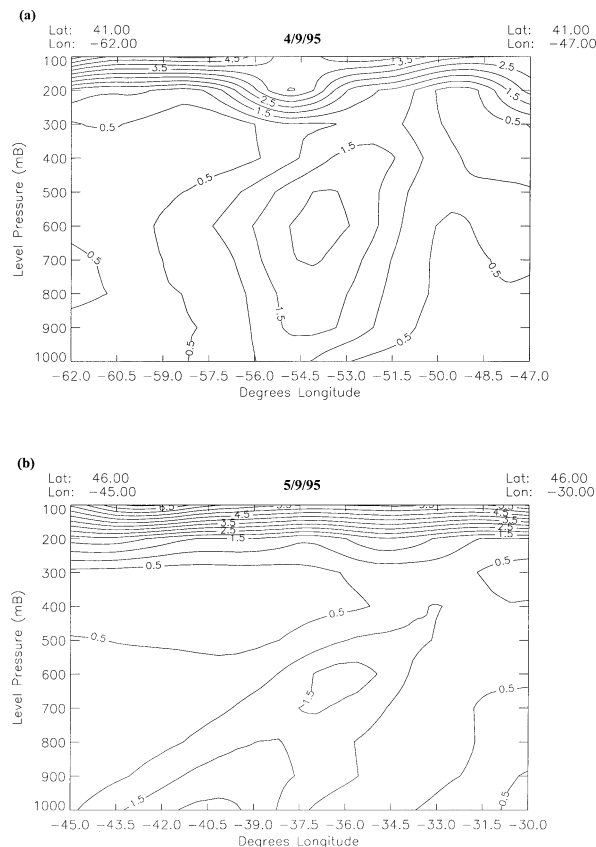 (a)
Lat: 41.00 4/9/95 Lat: 41.00
Lon: −62.00 Lon: −47.00
100 4.5 3.5 3.5 2.5
200 2.5 1.5 1.5
300 0.5 0.5
400 1.5
500 0.5 0.5
600
700 0.5
800
900 1.5 0.5
1000 0.5
Level Pressure (mB)
−62.0 −60.5 −59.0 −57.5 −56.0 −54.5 −53.0 −51.5 −50.0 −48.5 −47.0
Degrees Longitude
(b)
Lat: 46.00 5/9/95 Lat: 46.00
Lon: −45.00 Lon: −30.00
100 4.5 3.5 2.5 4.5 3.5 2.5
200 1.5 1.5
300 0.5 0.5
400 0.5
500 0.5
600
700 1.5 0.5
800
900
1000 1.5 0.5
Level Pressure (mB)
−45.0 −43.5 −42.0 −40.5 −39.0 −37.5 −36.0 −34.5 −33.0 −31.5 −30.0
Degrees Longitude